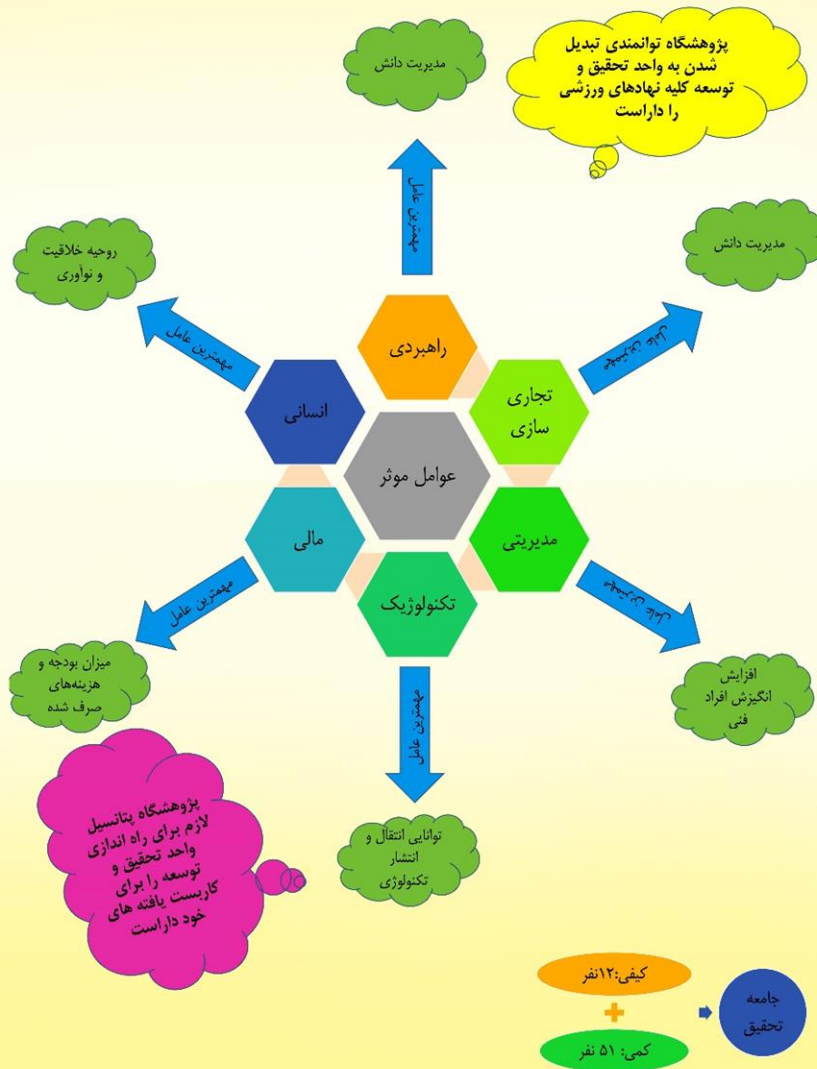 پژوهشگاه توانمندی تبدیل
شدن به واحد تحقیق و
توسعه کلیه نهادهای ورزشی
را داراست
مدیریت دانش
مهمترین عامل
مدیریت دانش
مهمترین عامل
روحیه خلاقیت
و نوآوری
مهمترین عامل
راهبردی
تجاری
سازی
انسانی
عوامل موثر
مدیریتی
مالی
تکنولوژیک
مهمترین عامل
مهمترین عامل
مهمترین عامل
افزایش
انگیزش افراد
فنی
میزان بودجه و
هزینه‌های
صرف شده
توانایی انتقال و
انتشار
تکنولوژی
پژوهشگاه پتانسیل
لازم برای راه اندازی
واحد تحقیق و
توسعه را برای
کاربست یافته های
خود داراست
کیفی:۱۲نفر
کمی: ۵۱ نفر
جامعه
تحقیق